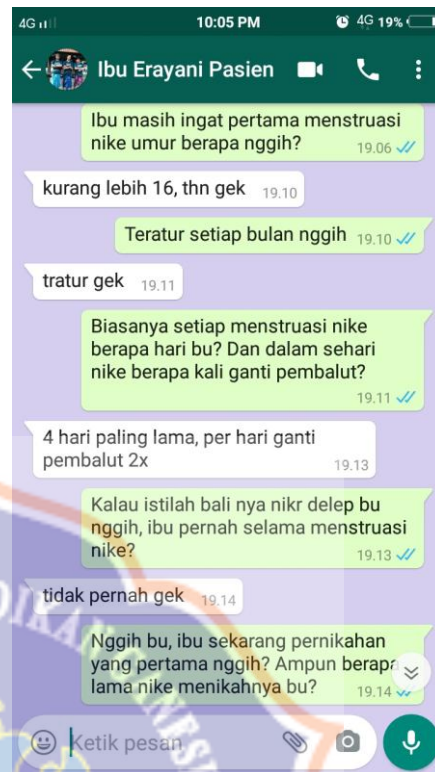 4G 10:05 PM 4G 19%
Ibu Erayani Pasien
Ibu masih ingat pertama menstruasi
nike umur berapa nggih? 19.06
kurang lebih 16, thn gek 19.10
Teratur setiap bulan nggih 19.10
tratur gek 19.11
Biasanya setiap menstruasi nike
berapa hari bu? Dan dalam sehari
nike berapa kali ganti pembalut?
19.11
4 hari paling lama, per hari ganti
pembalut 2x 19.13
Kalau istilah bali nya nikr delep bu
nggih, ibu pernah selama menstruasi
nike? 19.13
tidak pernah gek 19.14
Nggih bu, ibu sekarang pernikahan
yang pertama nggih? Ampun berapa
lama nike menikahnya bu? 19.14
Ketik pesan